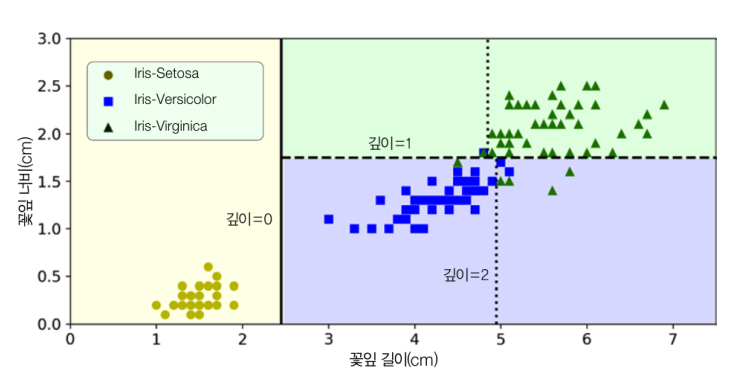 3.0
2.5
2.0
1.5
1.0
0.5
0.0
꽃잎 너비(cm)
Iris-Setosa
Iris-Versicolor
Iris-Virginica
깊이=1
깊이=0
깊이=2
0 1 2 3 4 5 6 7
꽃잎 길이(cm)